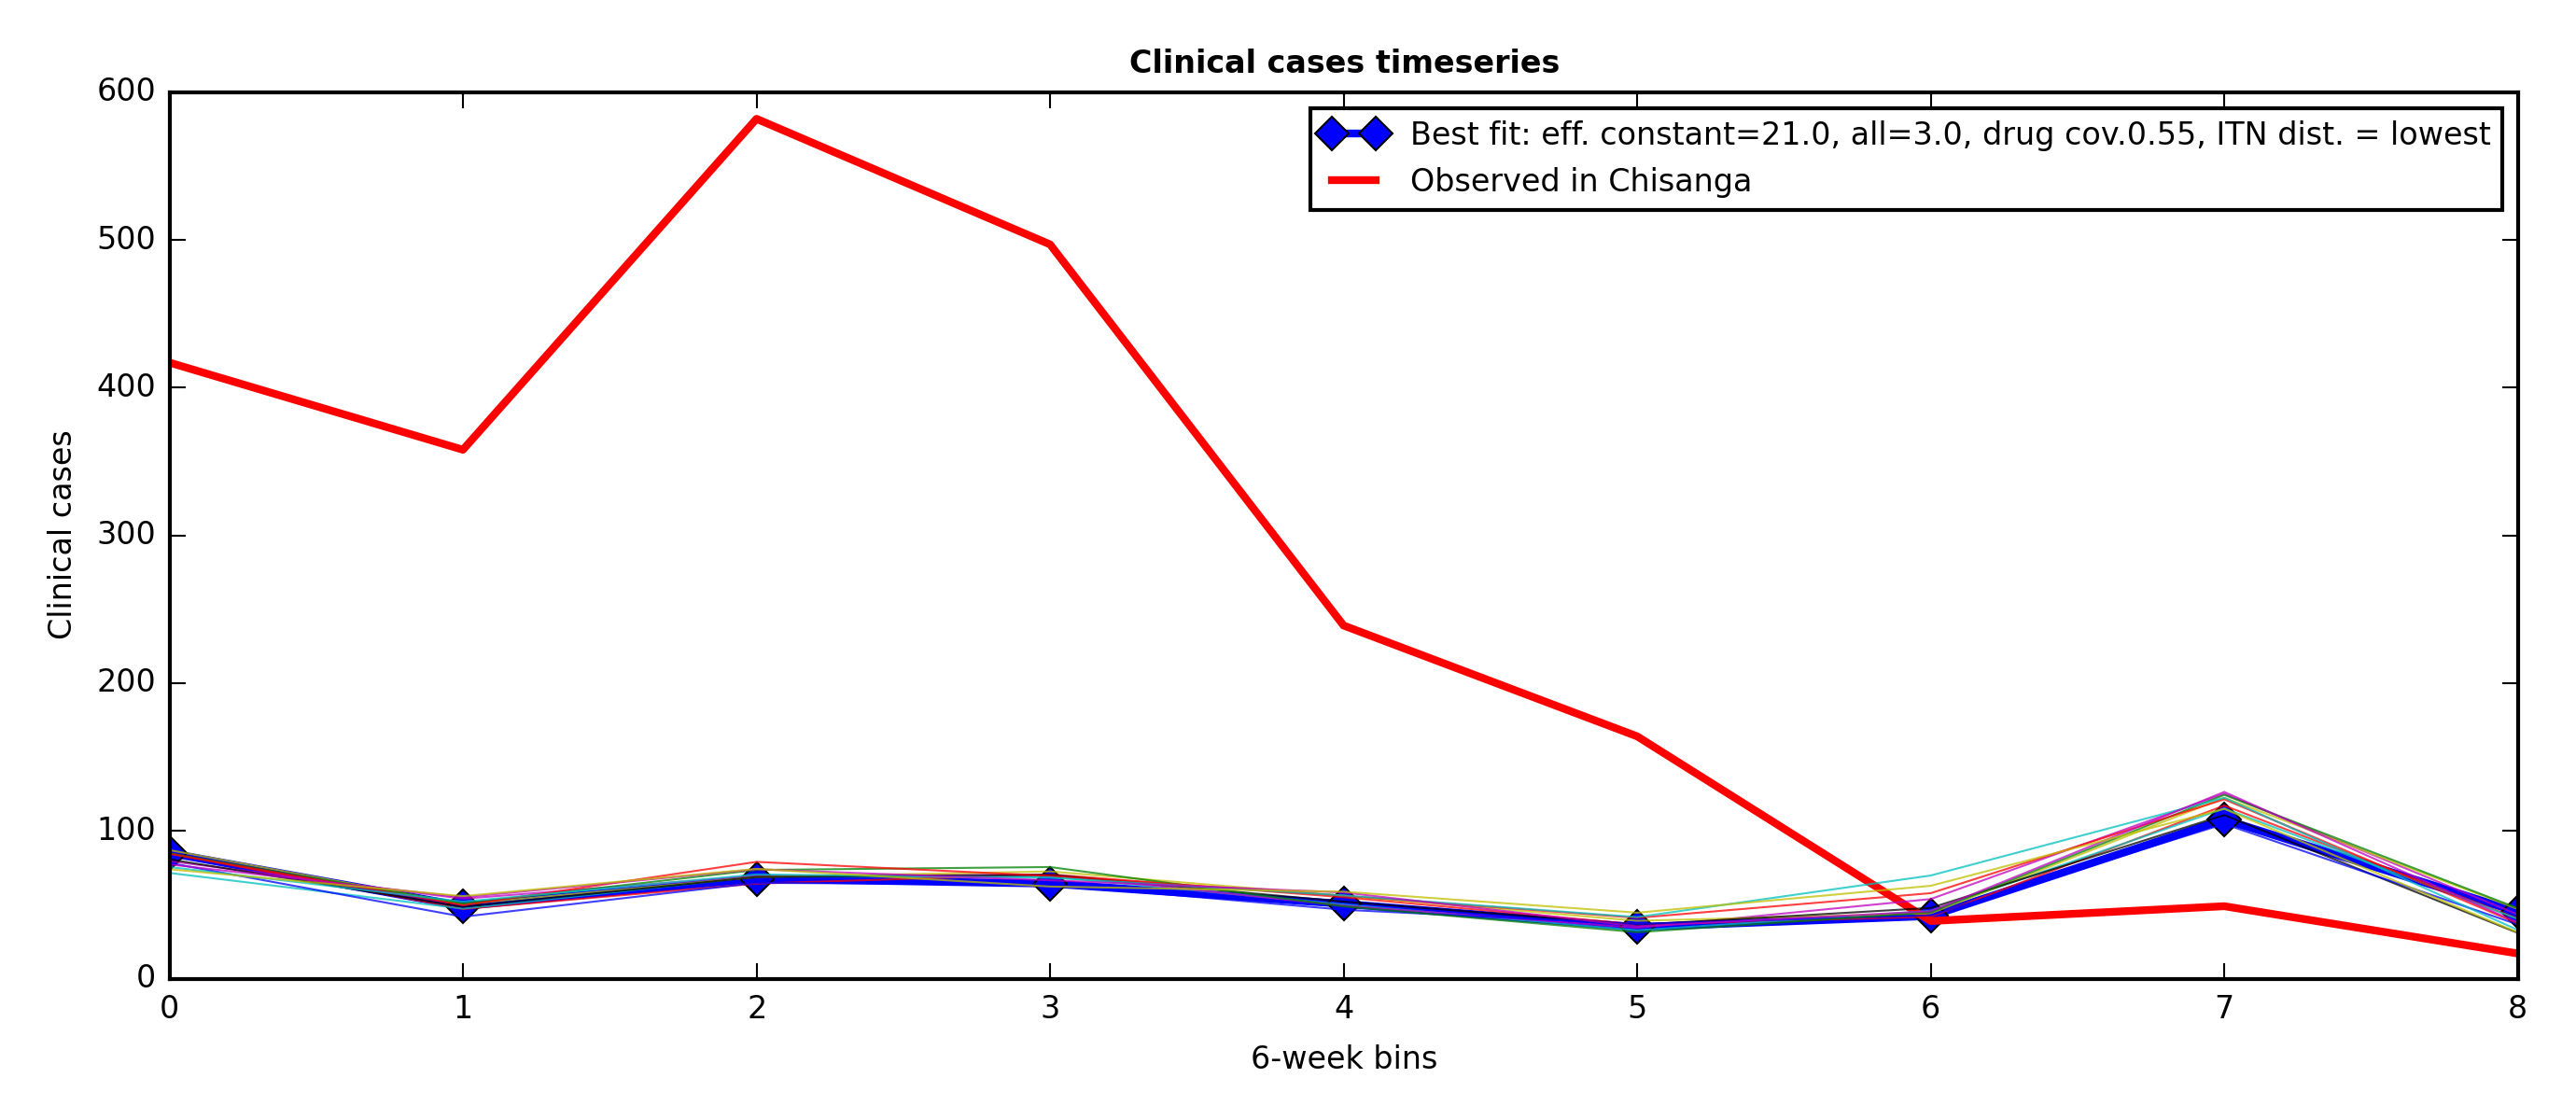 Clinical cases timeseries
Best fit: eff. constant=21.0, all=3.0, drug cov.0.55, ITN dist. = lowest
Observed in Chisanga
Clinical cases
600
500
400
300
200
100
0
0 1 2 3 4 5 6 7 8
6-week bins